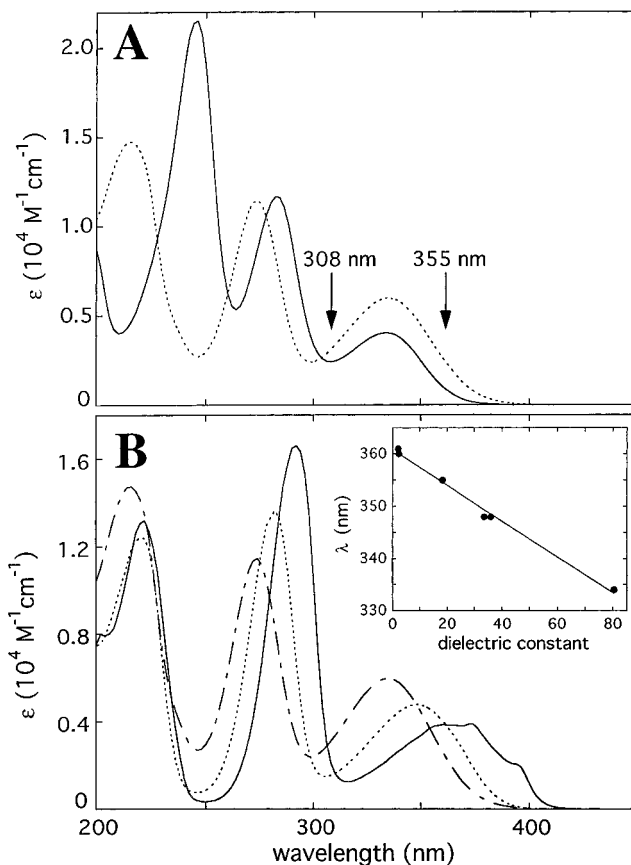 A
ε (10⁴ M⁻¹cm⁻¹)
2.0
1.5
1.0
0.5
0
308 nm
355 nm
B
ε (10⁴ M⁻¹cm⁻¹)
1.6
1.2
0.8
0.4
0
λ (nm)
360
350
340
330
0 20 40 60 80
dielectric constant
200 300 400
wavelength (nm)